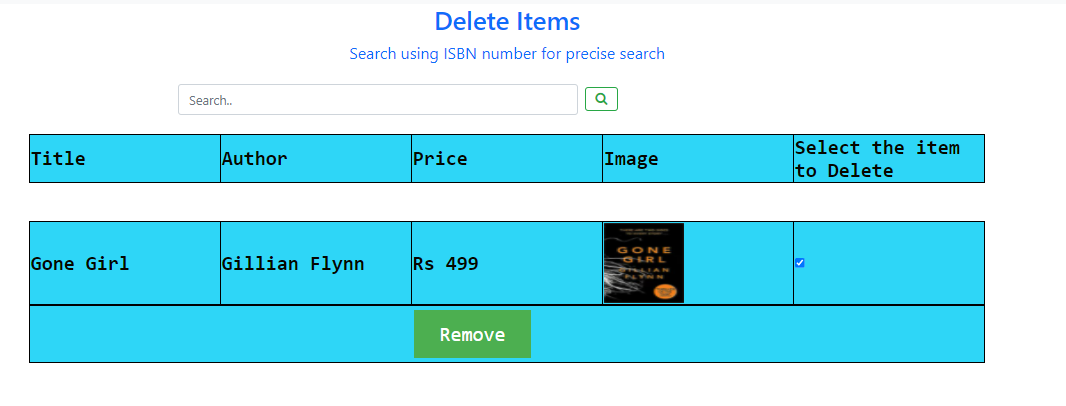 Delete Items
Search using ISBN number for precise search
Search..
Title Author Price Image Select the item
to Delete
Gone Girl Gillian Flynn Rs 499
GONE
GIRL
GILLIAN
FLYNN
Remove